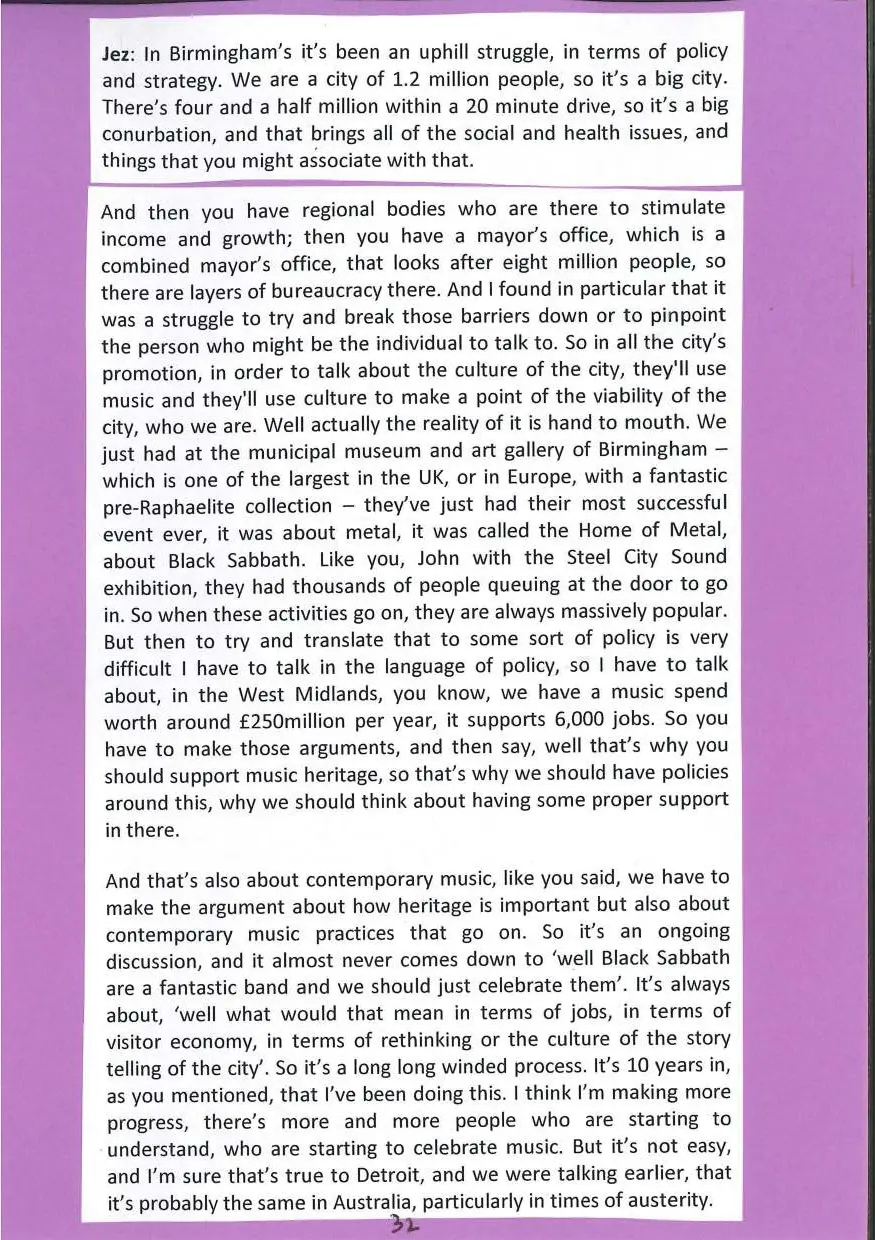 Jez: In Birmingham's it's been an uphill struggle, in terms of policy
and strategy. We are a city of 1.2 million people, so it's a big city.
There's four and a half million within a 20 minute drive, so it's a big
conurbation, and that brings all of the social and health issues, and
things that you might associate with that.
And then you have regional bodies who are there to stimulate
income and growth; then you have a mayor's office, which is a
combined mayor's office, that looks after eight million people, so
there are layers of bureaucracy there. And I found in particular that it
was a struggle to try and break those barriers down or to pinpoint
the person who might be the individual to talk to. So in all the city's
promotion, in order to talk about the culture of the city, they'll use
music and they'll use culture to make a point of the viability of the
city, who we are. Well actually the reality of it is hand to mouth. We
just had at the municipal museum and art gallery of Birmingham –
which is one of the largest in the UK, or in Europe, with a fantastic
pre-Raphaelite collection – they've just had their most successful
event ever, it was about metal, it was called the Home of Metal,
about Black Sabbath. Like you, John with the Steel City Sound
exhibition, they had thousands of people queuing at the door to go
in. So when these activities go on, they are always massively popular.
But then to try and translate that to some sort of policy is very
difficult I have to talk in the language of policy, so I have to talk
about, in the West Midlands, you know, we have a music spend
worth around £250million per year, it supports 6,000 jobs. So you
have to make those arguments, and then say, well that's why you
should support music heritage, so that's why we should have policies
around this, why we should think about having some proper support
in there.
And that's also about contemporary music, like you said, we have to
make the argument about how heritage is important but also about
contemporary music practices that go on. So it's an ongoing
discussion, and it almost never comes down to 'well Black Sabbath
are a fantastic band and we should just celebrate them'. It's always
about, 'well what would that mean in terms of jobs, in terms of
visitor economy, in terms of rethinking or the culture of the story
telling of the city'. So it's a long long winded process. It's 10 years in,
as you mentioned, that I've been doing this. I think I'm making more
progress, there's more and more people who are starting to
understand, who are starting to celebrate music. But it's not easy,
and I'm sure that's true to Detroit, and we were talking earlier, that
it's probably the same in Australia, particularly in times of austerity.
32